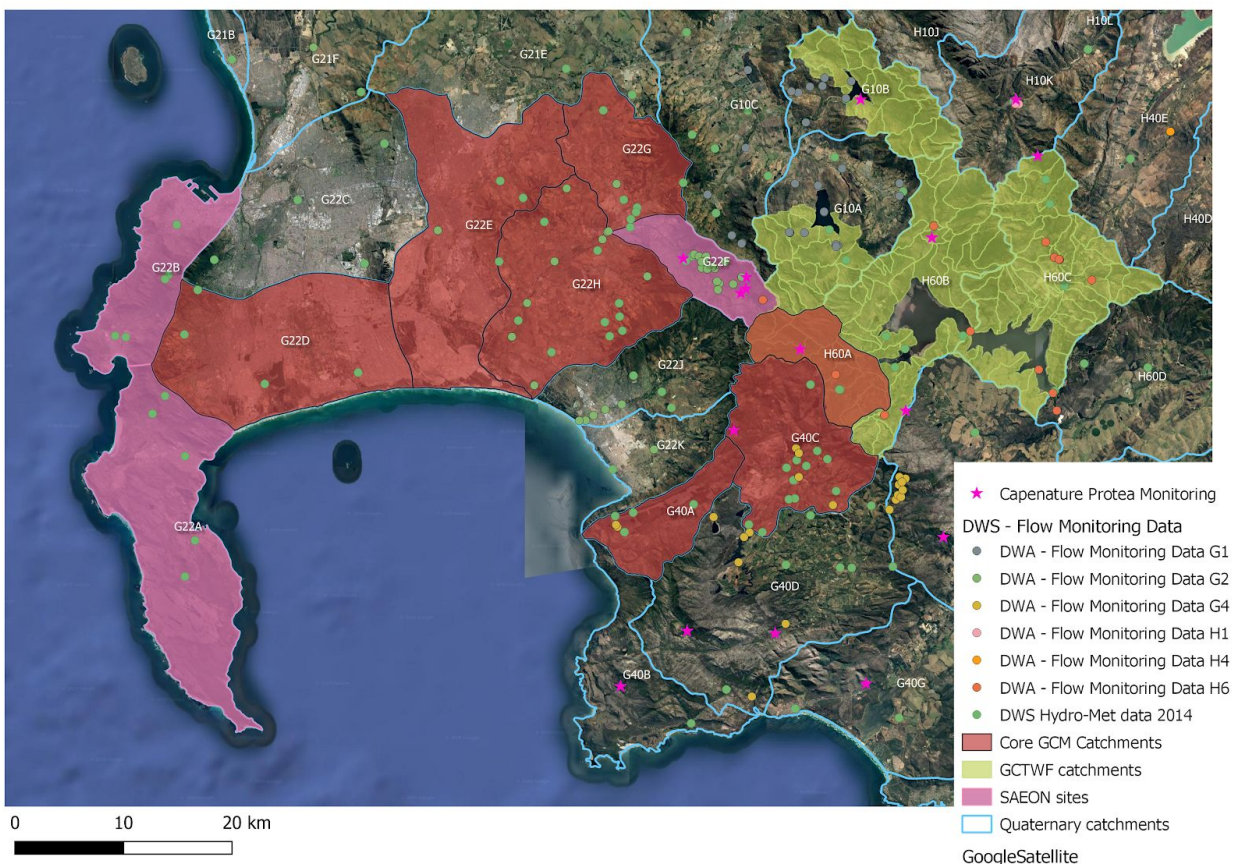 G21B
G21F
G21E
H10J
H10L
G10C
G10B
H10K
H40E
G22G
G22C
G10A
H40D
G22E
G22B
G22F
H60B
H60C
G22H
G22D
H60A
G22J
H60D
G22K
G40C
G40A
G22A
G40D
G40B
G40G
Capenature Protea Monitoring
DWS - Flow Monitoring Data
DWA - Flow Monitoring Data G1
DWA - Flow Monitoring Data G2
DWA - Flow Monitoring Data G4
DWA - Flow Monitoring Data H1
DWA - Flow Monitoring Data H4
DWA - Flow Monitoring Data H6
DWS Hydro-Met data 2014
Core GCM Catchments
GCTWF catchments
SAEON sites
Quaternary catchments
GoogleSatellite
0 10 20 km